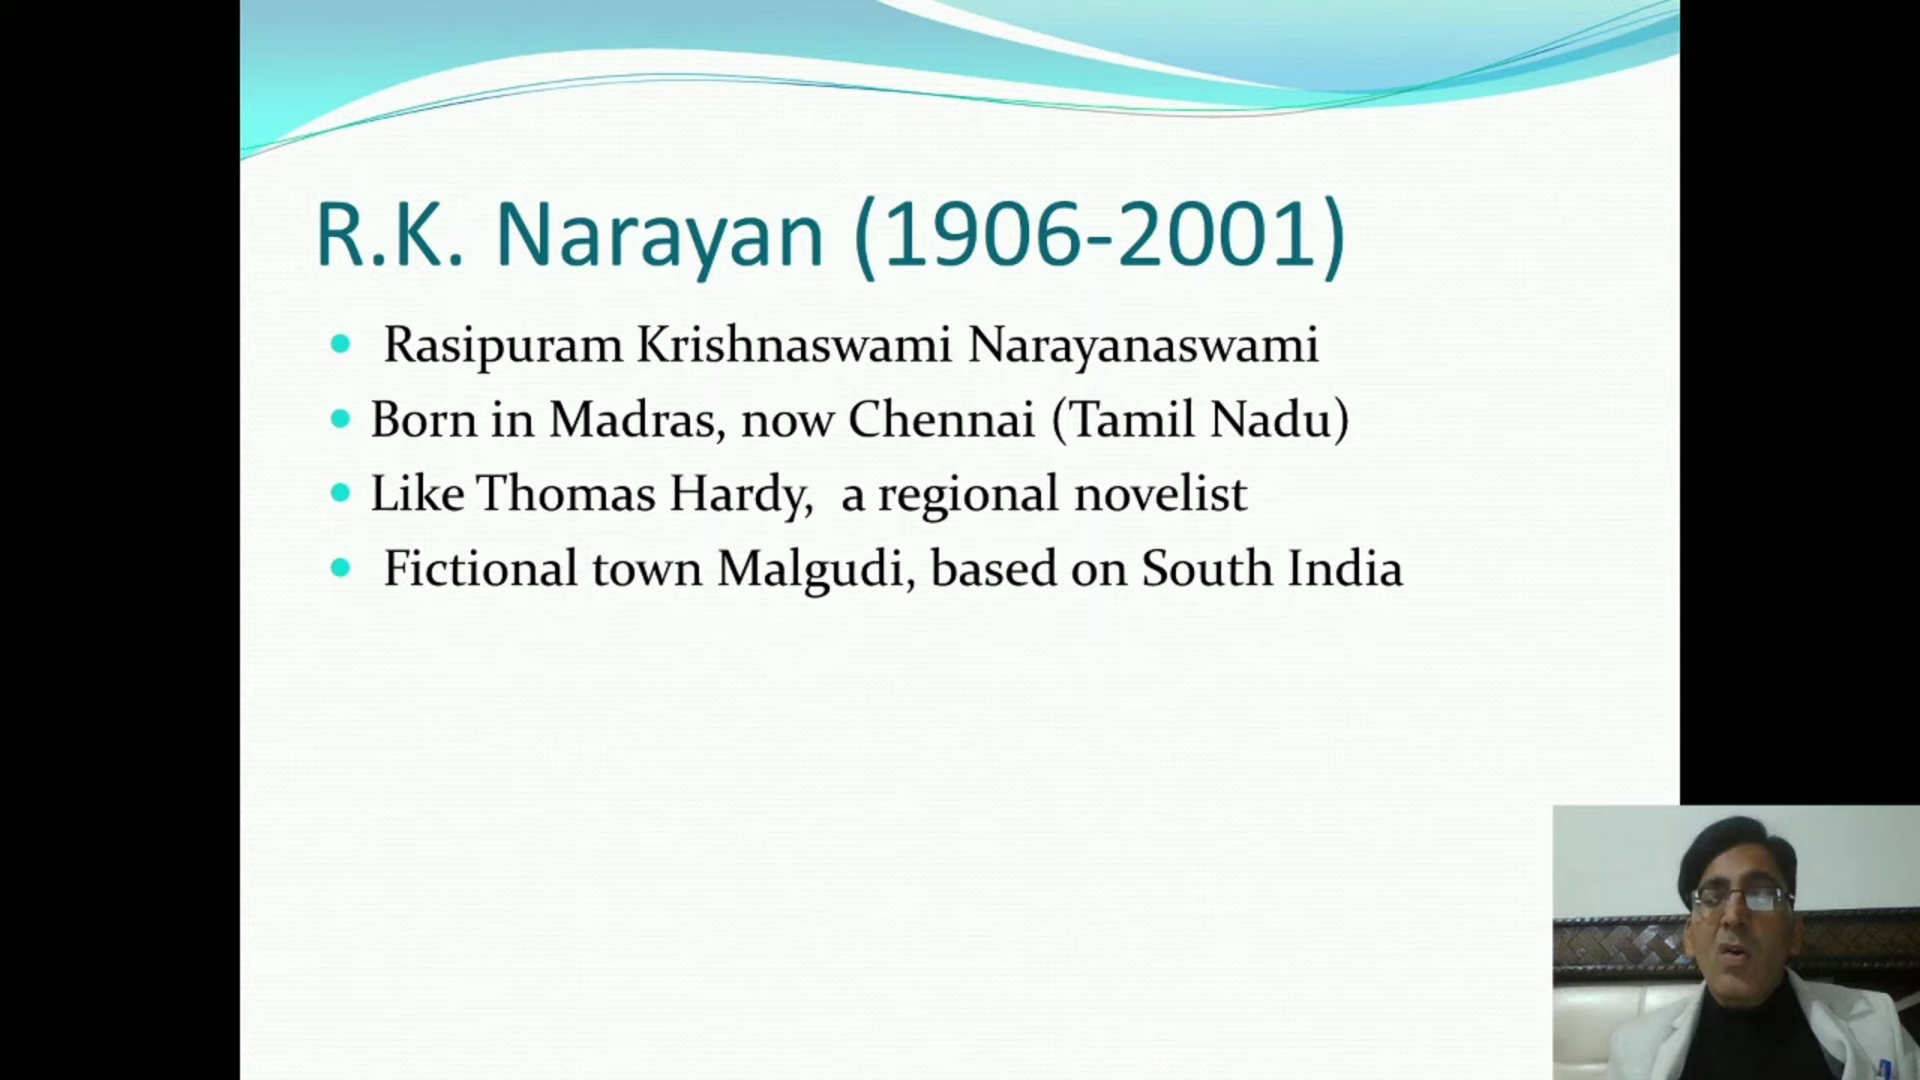 R.K. Narayan (1906-2001)
Rasipuram Krishnaswami Narayanaswami
Born in Madras, now Chennai (Tamil Nadu)
Like Thomas Hardy, a regional novelist
Fictional town Malgudi, based on South India